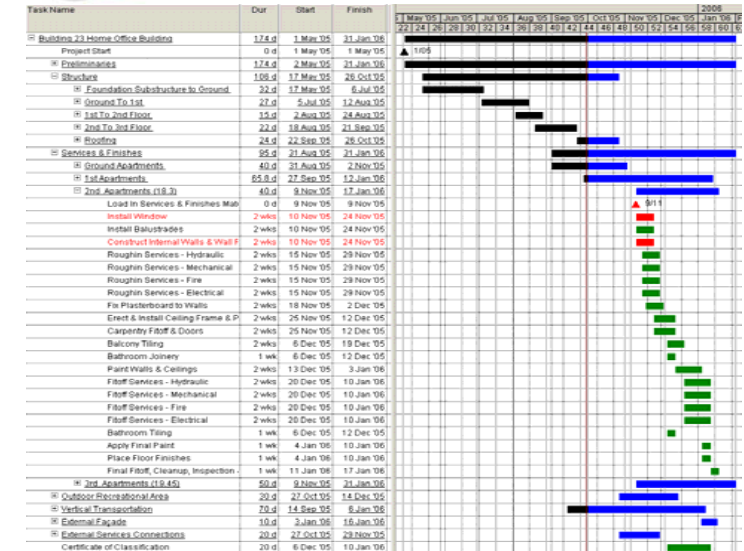 Task Name Dur Start Finish
2006
May '05 Jun '05 Jul '05 Aug '05 Sep '05 Oct '05 Nov '05 Dec '05 Jan '06
22 24 26 28 30 32 34 36 38 40 42 44 46 48 50 52 54 56 58 60
Building 23 Home Office Building 174 d 1 May '05 31 Jan '06
Project Start 0 d 1 May '05 1 May '05 1/05
Preliminaries 174 d 2 May '05 31 Jan '06
Structure 106 d 17 May '05 26 Oct '05
Foundation Substructure to Ground 32 d 17 May '05 6 Jul '05
Ground To 1st 27 d 5 Jul '05 12 Aug '05
1st To 2nd Floor 15 d 2 Aug '05 24 Aug '05
2nd To 3rd Floor 22 d 18 Aug '05 21 Sep '05
Roofing 24 d 22 Sep '05 26 Oct '05
Services & Finishes 95 d 31 Aug '05 31 Jan '06
Ground Apartments 40 d 31 Aug '05 2 Nov '05
1st Apartments 65.8 d 27 Sep '05 12 Jan '06
2nd Apartments (18.3) 40 d 9 Nov '05 17 Jan '06
Load In Services & Finishes Mat 0 d 9 Nov '05 9 Nov '05 9/11
Install Window 2 wks 10 Nov '05 24 Nov '05
Install Balustrades 2 wks 10 Nov '05 24 Nov '05
Construct Internal Walls & Wall F 2 wks 10 Nov '05 24 Nov '05
Roughin Services - Hydraulic 2 wks 15 Nov '05 29 Nov '05
Roughin Services - Mechanical 2 wks 15 Nov '05 29 Nov '05
Roughin Services - Fire 2 wks 15 Nov '05 29 Nov '05
Roughin Services - Electrical 2 wks 15 Nov '05 29 Nov '05
Fix Plasterboard to Walls 2 wks 18 Nov '05 2 Dec '05
Erect & Install Ceiling Frame & P 2 wks 25 Nov '05 12 Dec '05
Carpentry Fitoff & Doors 2 wks 25 Nov '05 12 Dec '05
Balcony Tiling 2 wks 6 Dec '05 19 Dec '05
Bathroom Joinery 1 wk 6 Dec '05 12 Dec '05
Paint Walls & Ceilings 2 wks 13 Dec '05 3 Jan '06
Fitoff Services - Hydraulic 2 wks 20 Dec '05 10 Jan '06
Fitoff Services - Mechanical 2 wks 20 Dec '05 10 Jan '06
Fitoff Services - Fire 2 wks 20 Dec '05 10 Jan '06
Fitoff Services - Electrical 2 wks 20 Dec '05 10 Jan '06
Bathroom Tiling 1 wk 6 Dec '05 12 Dec '05
Apply Final Paint 1 wk 4 Jan '06 10 Jan '06
Place Floor Finishes 1 wk 4 Jan '06 10 Jan '06
Final Fitoff, Cleanup, Inspection - 1 wk 11 Jan '06 17 Jan '06
3rd Apartments (19.45) 50 d 9 Nov '05 31 Jan '06
Outdoor Recreational Area 30 d 27 Oct '05 14 Dec '05
Vertical Transportation 70 d 14 Sep '05 6 Jan '06
External Façade 10 d 3 Jan '06 16 Jan '06
External Services Connections 20 d 27 Oct '05 29 Nov '05
Certificate of Classification 20 d 6 Dec '05 10 Jan '06